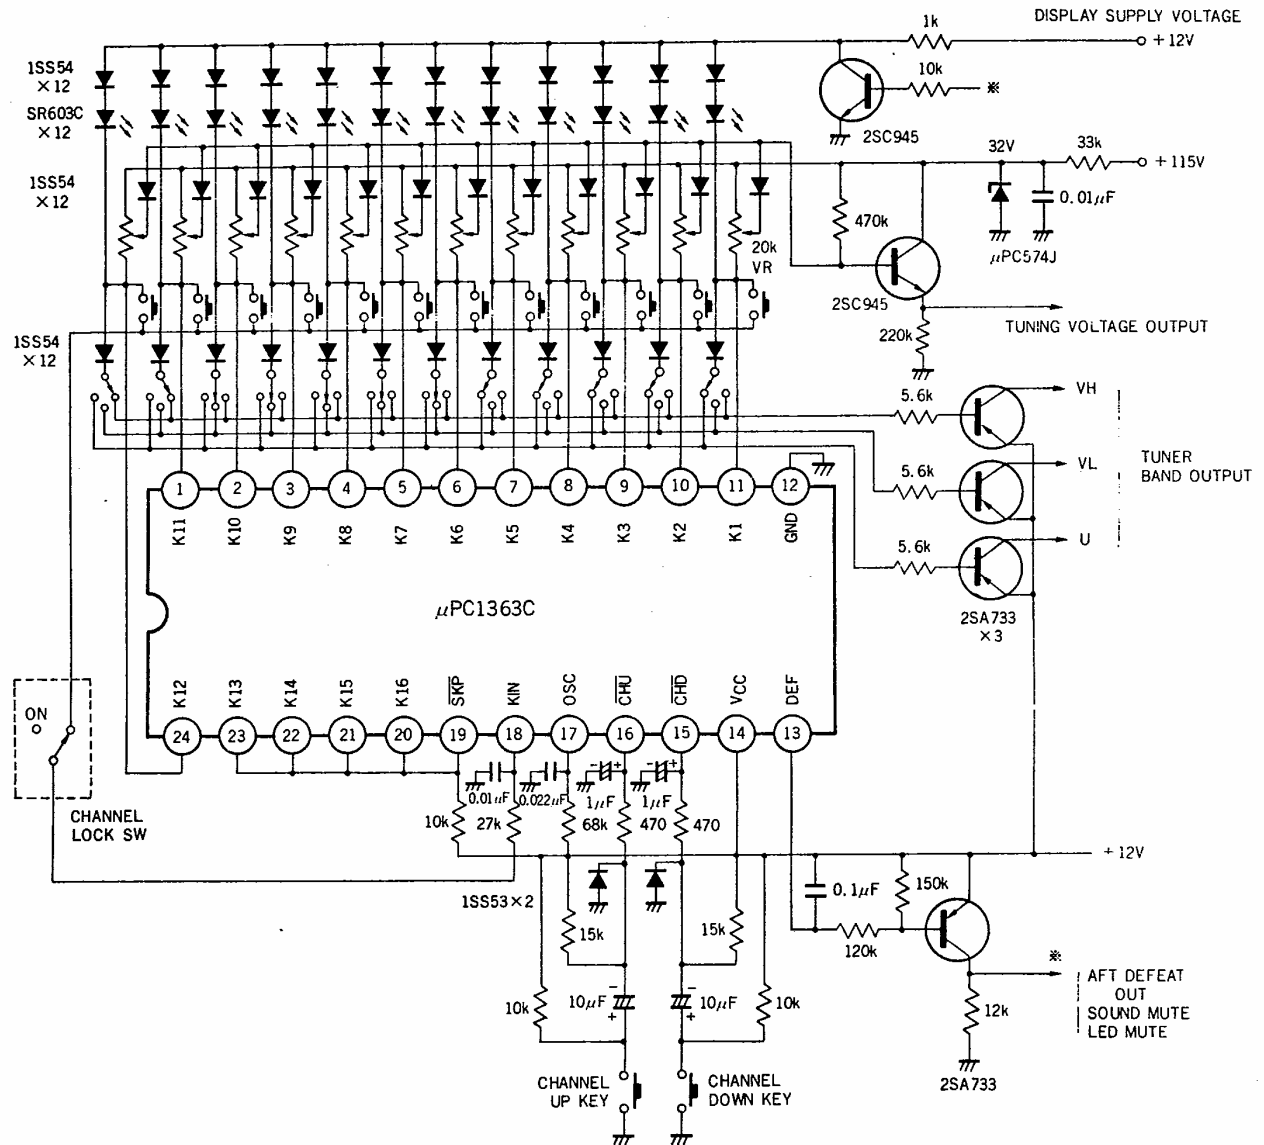 DISPLAY SUPPLY VOLTAGE
1k
+12V
1SS54
×12
10k
※
SR603C
×12
2SC945
32V
33k
+115V
1SS54
×12
0.01μF
470k
20k
VR
μPC574J
2SC945
TUNING VOLTAGE OUTPUT
220k
1SS54
×12
5.6k
VH
5.6k
VL
TUNER
BAND OUTPUT
5.6k
U
2SA733
×3
1 2 3 4 5 6 7 8 9 10 11 12
K11 K10 K9 K8 K7 K6 K5 K4 K3 K2 K1 GND
μPC1363C
K12 K13 K14 K15 K16 SKP KIN OSC CHU CHD VCC DEF
24 23 22 21 20 19 18 17 16 15 14 13
ON
CHANNEL
LOCK SW
- +
- +
0.01μF 0.022μF 1μF 1μF
10k 27k 68k 470 470
+12V
1SS53×2
0.1μF
150k
15k
15k
120k
※
AFT DEFEAT
OUT
SOUND MUTE
LED MUTE
10k
-
10μF
+
-
10μF
+
10k
12k
2SA733
CHANNEL
UP KEY
CHANNEL
DOWN KEY